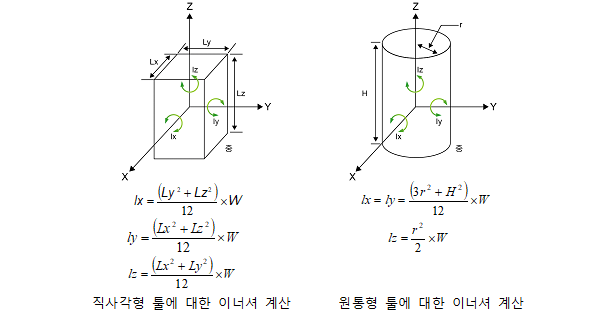 Z
Ly
Lx
Iz
Lz
Y
Iy
Ix
X
중
Ix = (Ly² + Lz²)/12 × W
Iy = (Lx² + Lz²)/12 × W
Iz = (Lx² + Ly²)/12 × W
직사각형 툴에 대한 이너셔 계산
Z
r
Iz
H
Y
Iy
Ix
X
중
Ix = Iy = (3r² + H²)/12 × W
Iz = r²/2 × W
원통형 툴에 대한 이너셔 계산